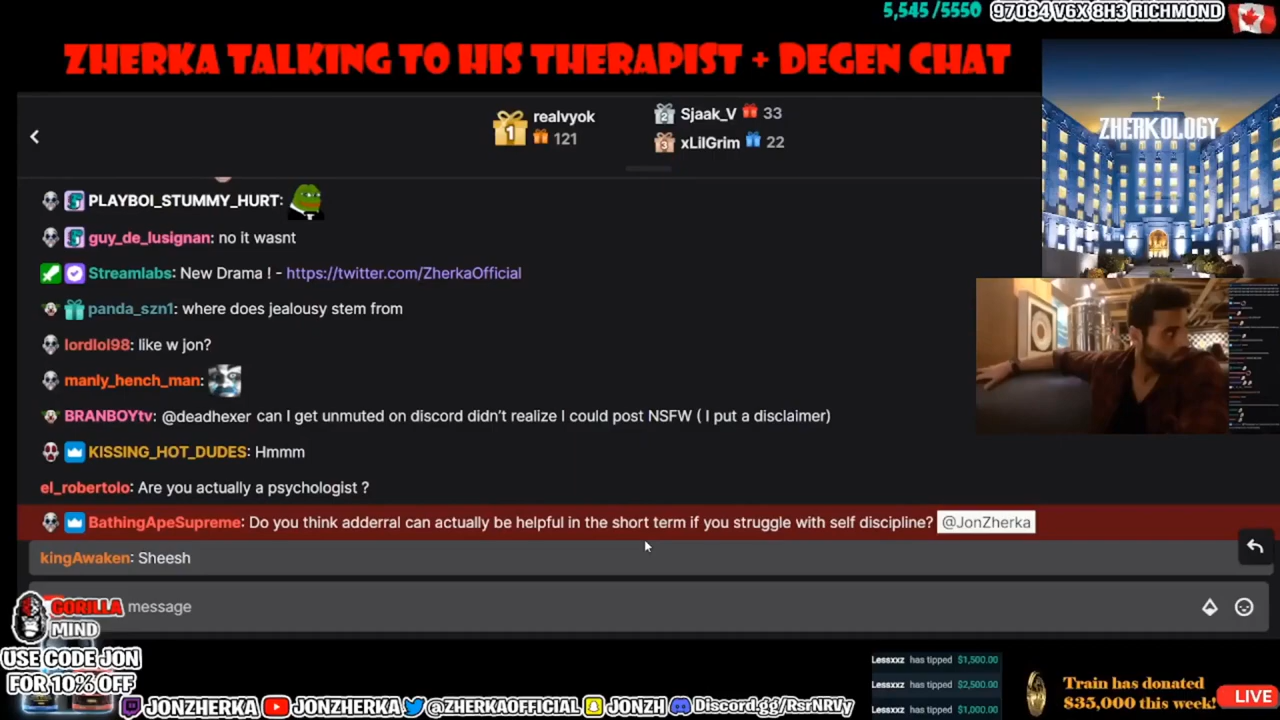 5,545 /5550
97084 V6X 8H3 RICHMOND
ZHERKA TALKING TO HIS THERAPIST + DEGEN CHAT
ZHERKOLOGY
1 realvyok
121
2 Sjaak_V 33
3 xLilGrim 22
PLAYBOI_STUMMY_HURT:
guy_de_lusignan: no it wasnt
Streamlabs: New Drama ! - https://twitter.com/ZherkaOfficial
panda_szn1: where does jealousy stem from
lordlol98: like w jon?
manly_hench_man:
BRANBOYtv: @deadhexer can I get unmuted on discord didn't realize I could post NSFW ( I put a disclaimer)
KISSING_HOT_DUDES: Hmmm
el_robertolo: Are you actually a psychologist ?
BathingApeSupreme: Do you think adderral can actually be helpful in the short term if you struggle with self discipline? @JonZherka
kingAwaken: Sheesh
message
GORILLA
MIND
USE CODE JON
FOR 10% OFF
JONZHERKA JONZHERKA @ZHERKAOFFICIAL JONZH Discord.gg/RsrNRVy
Lessxxz has tipped $1,500.00
Lessxxz has tipped $2,500.00
Lessxxz has tipped $1,000.00
Train has donated
$35,000 this week!
LIVE